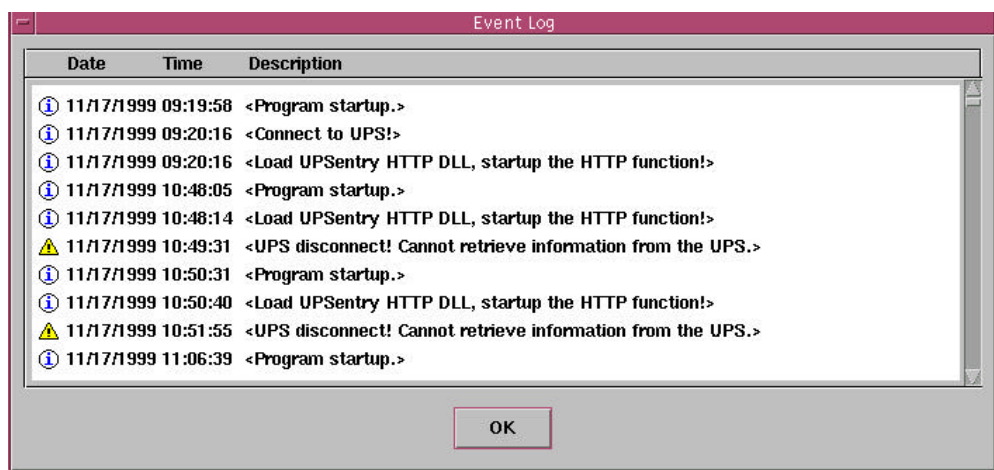 Event Log
Date Time Description
11/17/1999 09:19:58 <Program startup.>
11/17/1999 09:20:16 <Connect to UPS!>
11/17/1999 09:20:16 <Load UPSentry HTTP DLL, startup the HTTP function!>
11/17/1999 10:48:05 <Program startup.>
11/17/1999 10:48:14 <Load UPSentry HTTP DLL, startup the HTTP function!>
11/17/1999 10:49:31 <UPS disconnect! Cannot retrieve information from the UPS.>
11/17/1999 10:50:31 <Program startup.>
11/17/1999 10:50:40 <Load UPSentry HTTP DLL, startup the HTTP function!>
11/17/1999 10:51:55 <UPS disconnect! Cannot retrieve information from the UPS.>
11/17/1999 11:06:39 <Program startup.>
OK